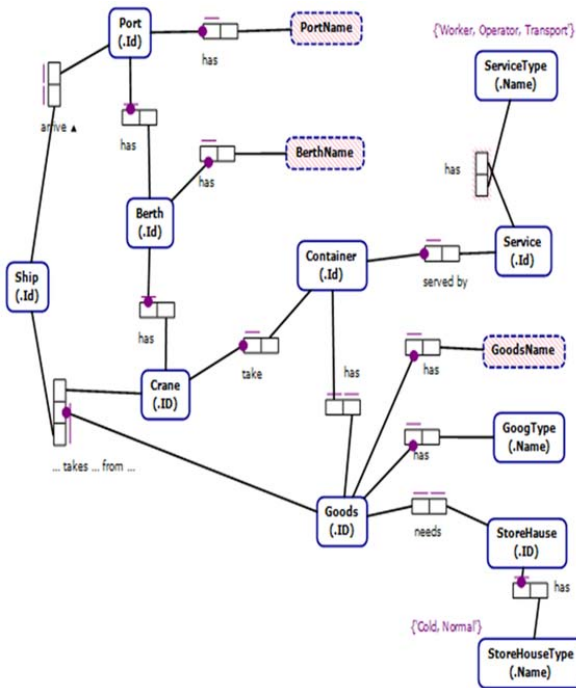 Port
(.Id)
has
PortName
{'Worker, Operator, Transport'}
ServiceType
(.Name)
arrive ▲
has
has
BerthName
has
Berth
(.Id)
Container
(.Id)
served by
Service
(.Id)
Ship
(.Id)
has
take
has
has
GoodsName
Crane
(.ID)
has
GoogType
(.Name)
... takes ... from ...
Goods
(.ID)
needs
StoreHause
(.ID)
has
{'Cold, Normal'}
StoreHouseType
(.Name)